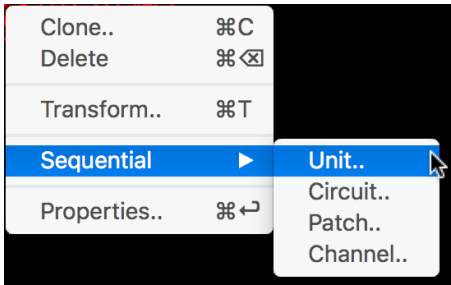 Clone.. ⌘C
Delete ⌘⌫
Transform.. ⌘T
Sequential ▶
Unit..
Circuit..
Patch..
Channel..
Properties.. ⌘↩